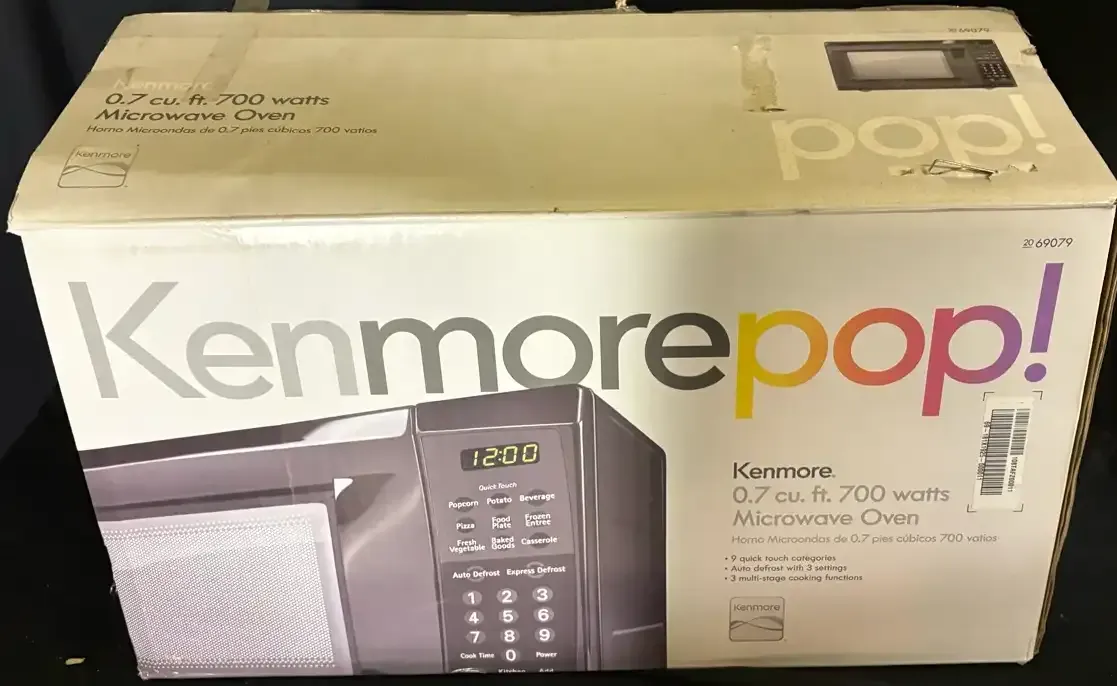 20 69079
Kenmore
0.7 cu. ft. 700 watts
Microwave Oven
Horno Microondas de 0.7 pies cúbicos 700 vatios
Kenmore
pop!
20 69079
Kenmorepop!
12:00
Quick Touch
Popcorn Potato Beverage
Pizza Food Plate Frozen Entree
Fresh Vegetable Baked Goods Casserole
Auto Defrost Express Defrost
1 2 3
4 5 6
7 8 9
Cook Time 0 Power
Kitchen Add
Kenmore.
0.7 cu. ft. 700 watts
Microwave Oven
Horno Microondas de 0.7 pies cúbicos 700 vatios
• 9 quick touch categories
• Auto defrost with 3 settings
• 3 multi-stage cooking functions
Kenmore